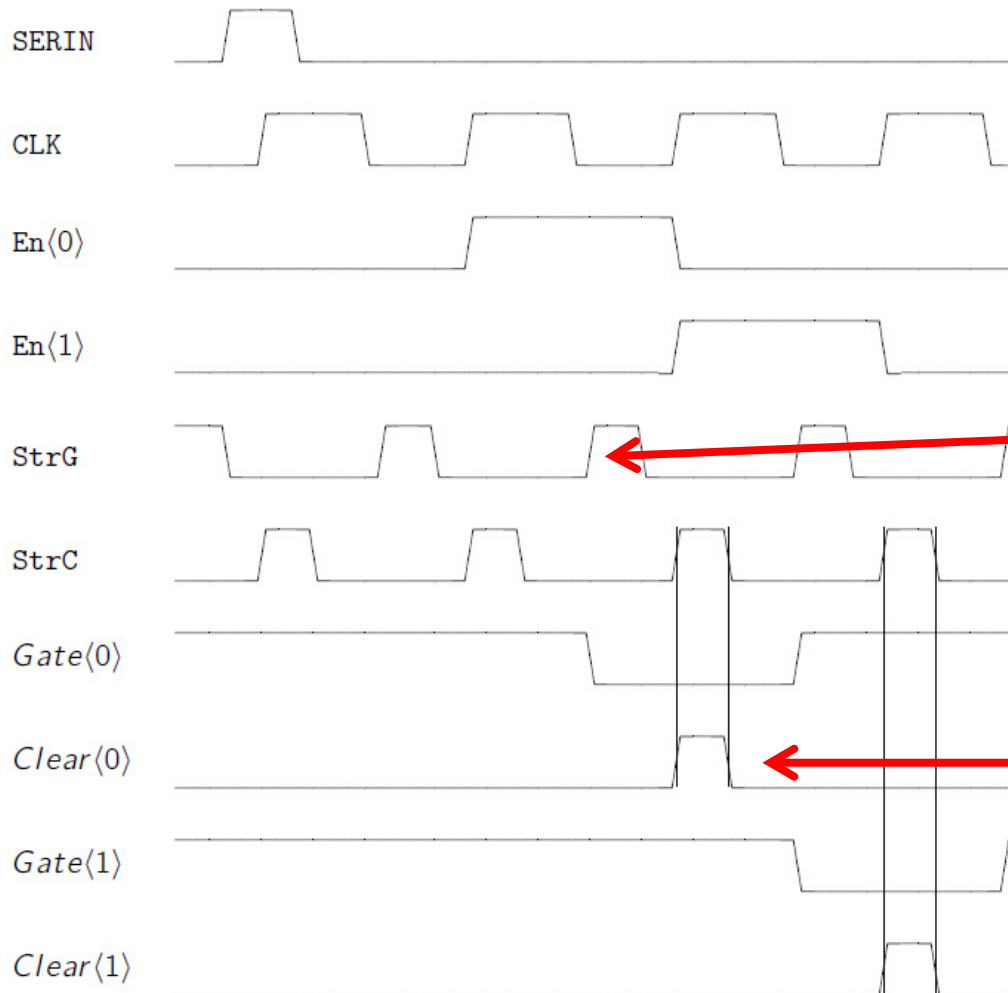 SERIN
CLK
En⟨0⟩
En⟨1⟩
StrG
StrC
Gate⟨0⟩
Clear⟨0⟩
Gate⟨1⟩
Clear⟨1⟩